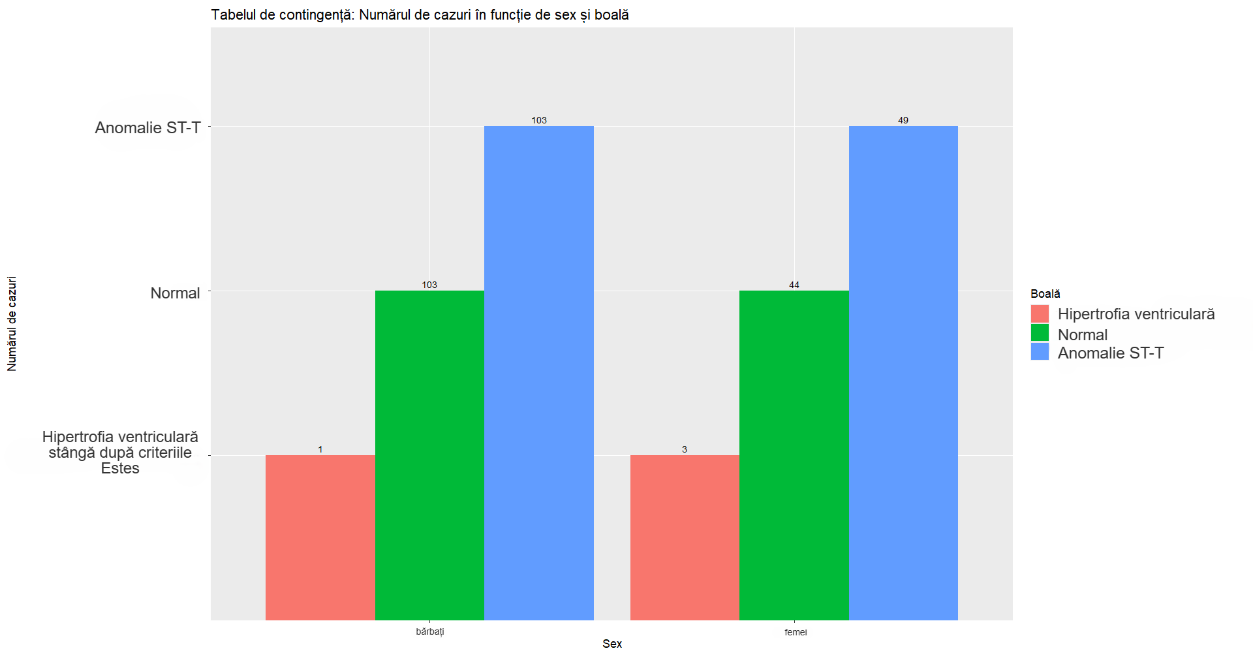 Tabelul de contingență: Numărul de cazuri în funcție de sex și boală
Numărul de cazuri
Anomalie ST-T
Normal
Hipertrofia ventriculară
stângă după criteriile
Estes
1
103
103
3
44
49
bărbați
femei
Sex
Boală
Hipertrofia ventriculară
Normal
Anomalie ST-T